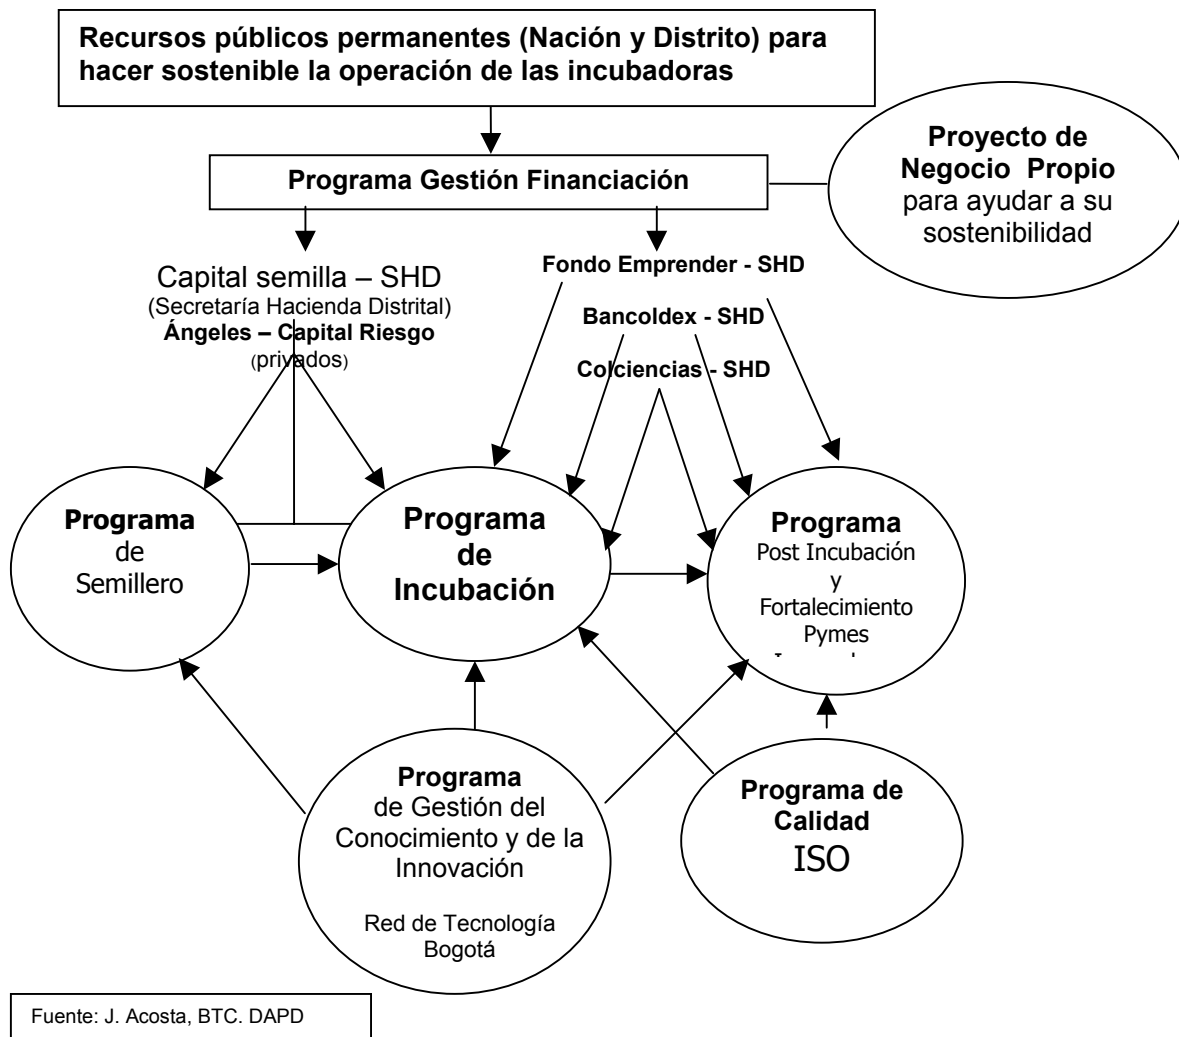 Recursos públicos permanentes (Nación y Distrito) para
hacer sostenible la operación de las incubadoras
Proyecto de
Negocio Propio
para ayudar a su
sostenibilidad
Programa Gestión Financiación
Capital semilla – SHD
(Secretaría Hacienda Distrital)
Ángeles – Capital Riesgo
(privados)
Fondo Emprender - SHD
Bancoldex - SHD
Colciencias - SHD
Programa
de
Semillero
Programa
de
Incubación
Programa
Post Incubación
y
Fortalecimiento
Pymes
Programa
de Gestión del
Conocimiento y de la
Innovación
Red de Tecnología
Bogotá
Programa de
Calidad
ISO
Fuente: J. Acosta, BTC. DAPD